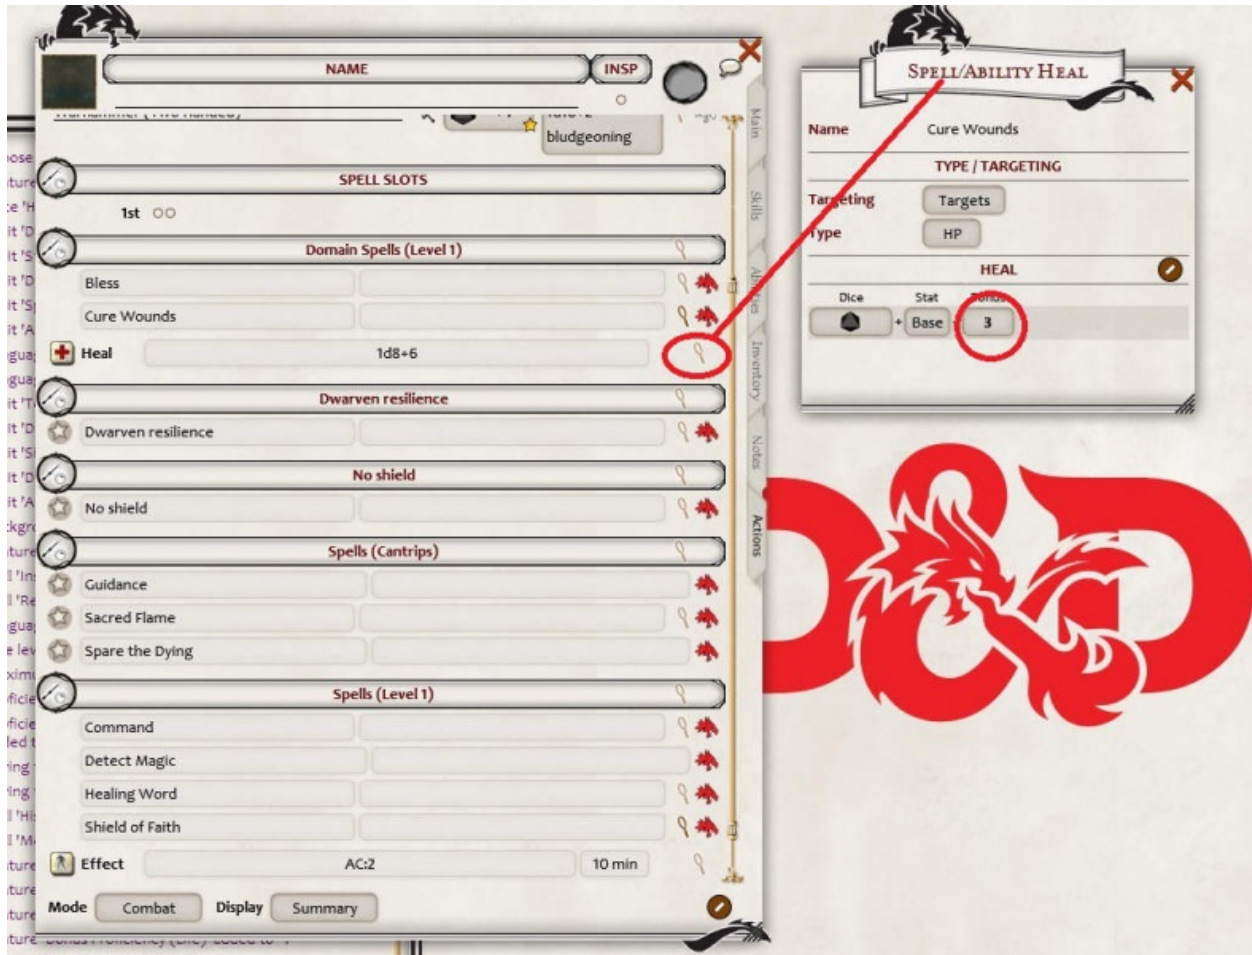 NAME
INSP
bludgeoning
SPELL SLOTS
1st
Domain Spells (Level 1)
Bless
Cure Wounds
Heal 1d8+6
Dwarven resilience
Dwarven resilience
No shield
No shield
Spells (Cantrips)
Guidance
Sacred Flame
Spare the Dying
Spells (Level 1)
Command
Detect Magic
Healing Word
Shield of Faith
Effect AC:2 10 min
Mode Combat Display Summary
Main
Skills
Abilities
Inventory
Notes
Actions
SPELL/ABILITY HEAL
Name Cure Wounds
TYPE / TARGETING
Targeting Targets
Type HP
HEAL
Dice Stat Bonus
+ Base 3
D&D